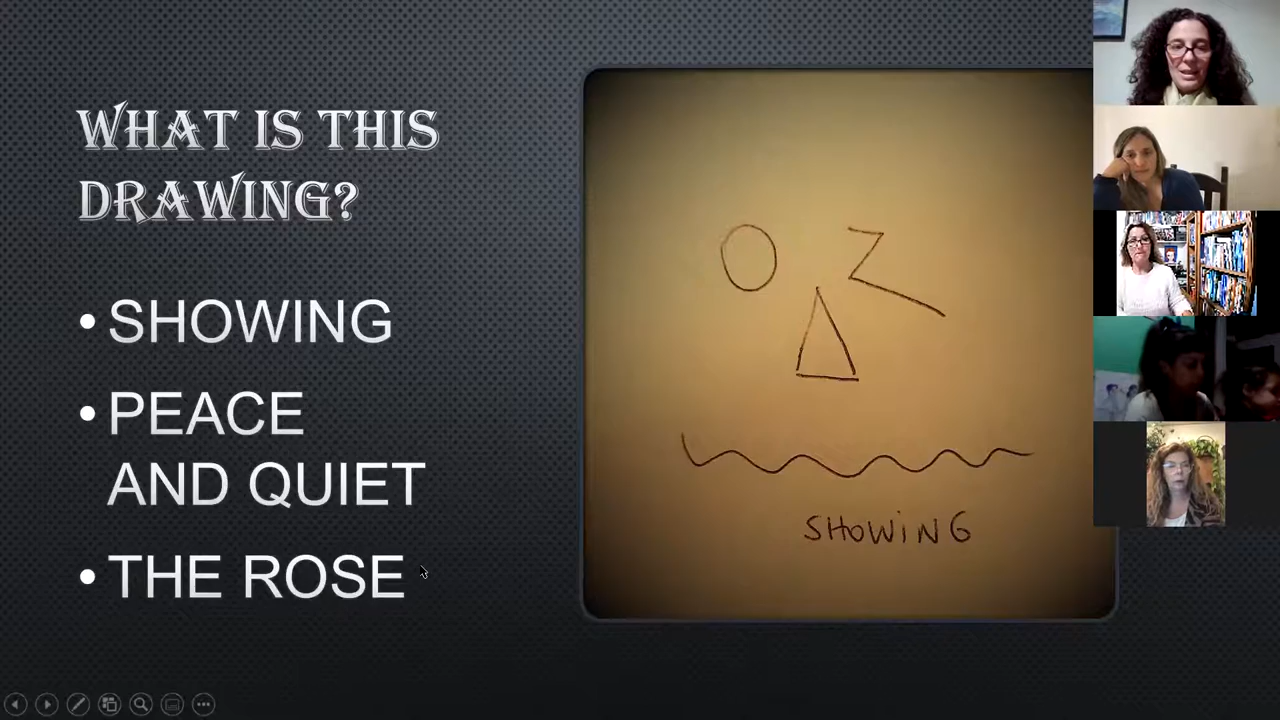 WHAT IS THIS
DRAWING?
• SHOWING
• PEACE
AND QUIET
• THE ROSE
SHOWING